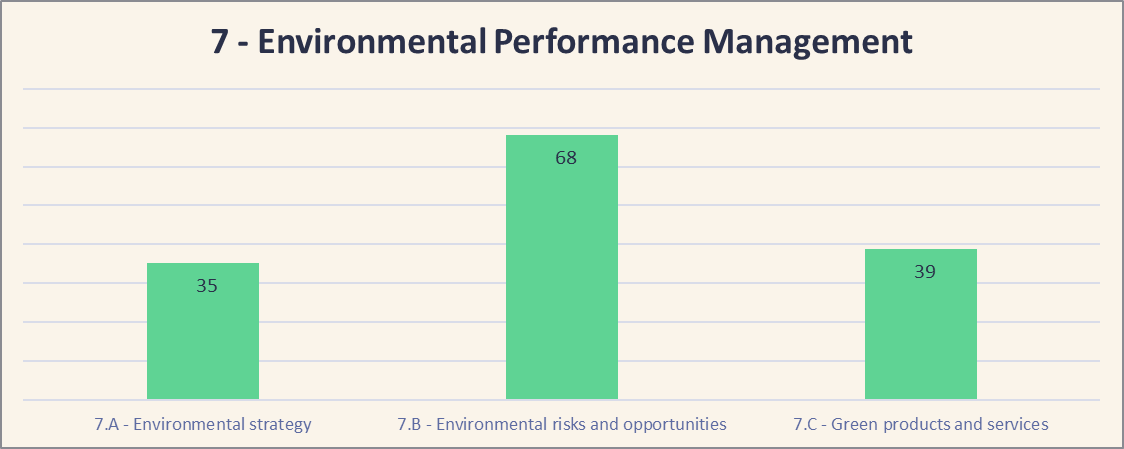 7 - Environmental Performance Management
68
39
35
7.A - Environmental strategy
7.B - Environmental risks and opportunities
7.C - Green products and services